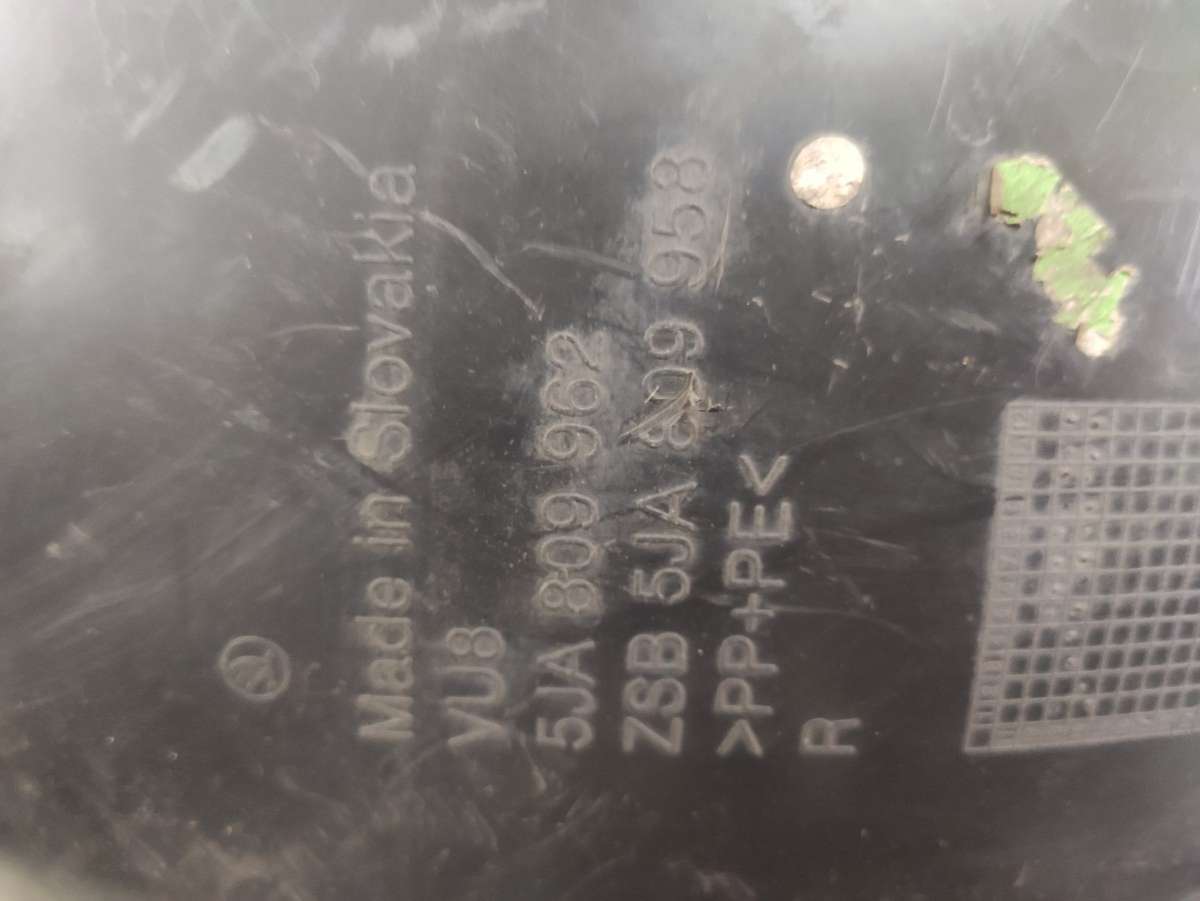 Made in Slovakia
VU8
5JA 809 962
ZSB 5JA 809 958
>PP+PE<
R